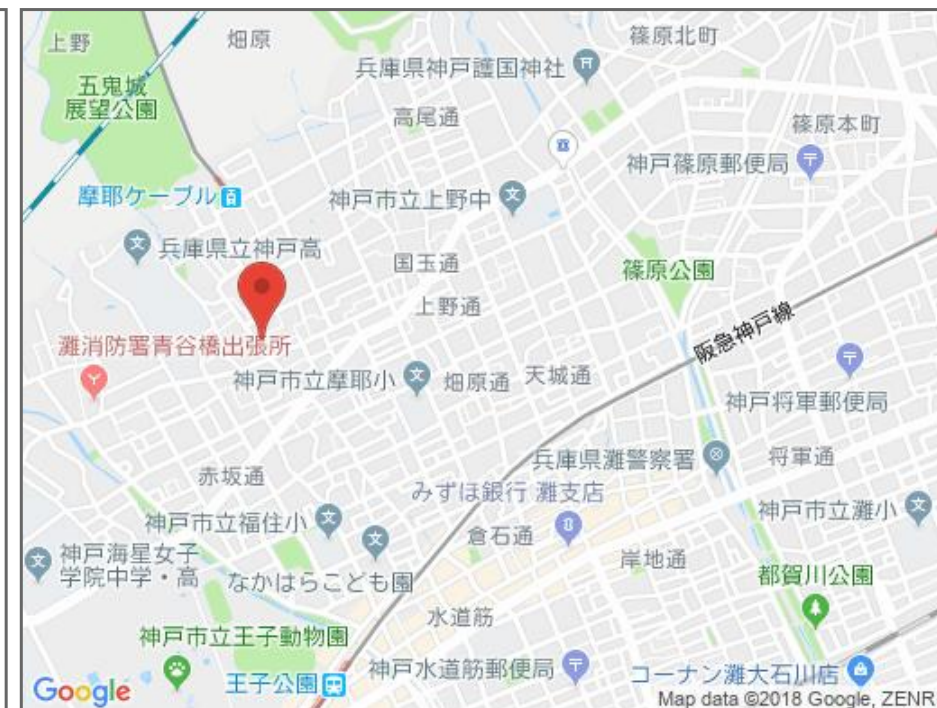 上野
畑原
篠原北町
兵庫県神戸護国神社
五鬼城
展望公園
高尾通
篠原本町
神戸篠原郵便局
摩耶ケーブル
神戸市立上野中
兵庫県立神戸高
国玉通
篠原公園
上野通
阪急神戸線
灘消防署青谷橋出張所
神戸市立摩耶小
畑原通
天城通
神戸将軍郵便局
兵庫県灘警察署
将軍通
赤坂通
みずほ銀行 灘支店
神戸市立福住小
倉石通
神戸市立灘小
神戸海星女子
学院中学・高
なかはらこども園
岸地通
都賀川公園
水道筋
神戸市立王子動物園
王子公園
神戸水道筋郵便局
コーナン灘大石川店
Google
Map data ©2018 Google, ZENR